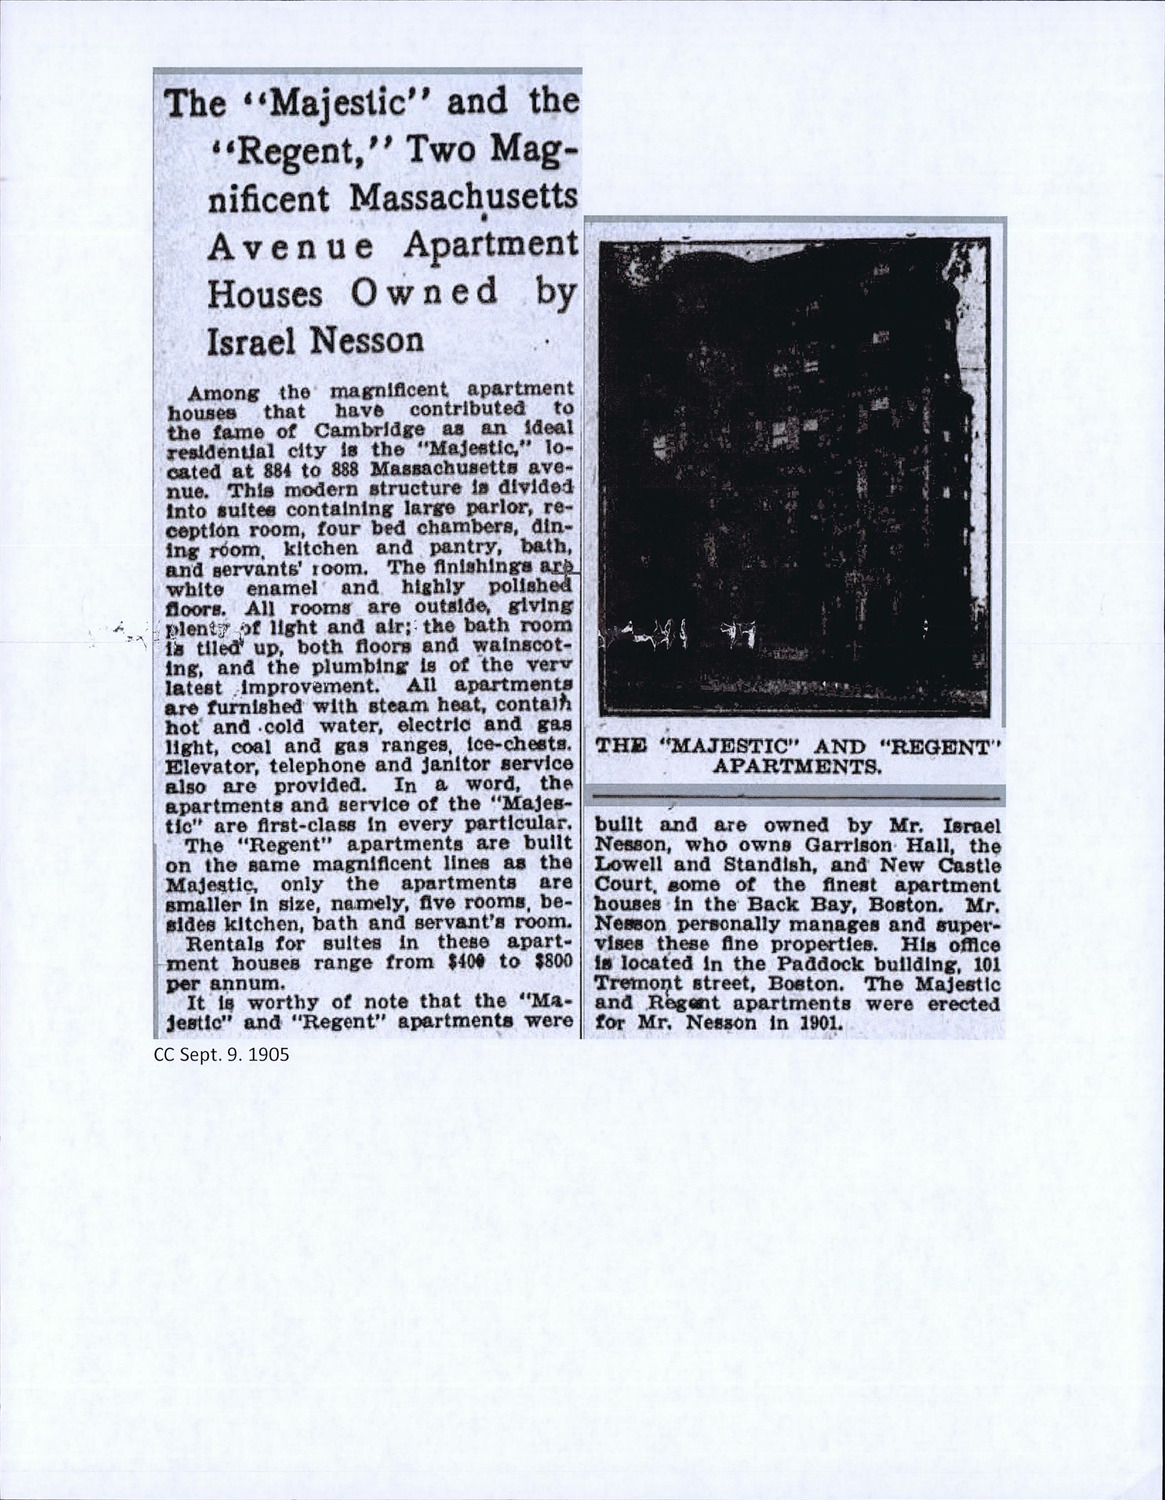 The "Majestic" and the
"Regent," Two Mag-
nificent Massachusetts
Avenue Apartment
Houses Owned by
Israel Nesson
Among the magnificent apartment
houses that have contributed to
the fame of Cambridge as an ideal
residential city is the "Majestic," lo-
cated at 884 to 888 Massachusetts ave-
nue. This modern structure is divided
into suites containing large parlor, re-
ception room, four bed chambers, din-
ing room, kitchen and pantry, bath,
and servants' room. The finishings are
white enamel and highly polished
floors. All rooms are outside, giving
plenty of light and air; the bath room
is tiled up, both floors and wainscot-
ing, and the plumbing is of the very
latest improvement. All apartments
are furnished with steam heat, contain
hot and cold water, electric and gas
light, coal and gas ranges, ice-chests.
Elevator, telephone and janitor service
also are provided. In a word, the
apartments and service of the "Majes-
tic" are first-class in every particular.
The "Regent" apartments are built
on the same magnificent lines as the
Majestic, only the apartments are
smaller in size, namely, five rooms, be-
sides kitchen, bath and servant's room.
Rentals for suites in these apart-
ment houses range from $400 to $800
per annum.
It is worthy of note that the "Ma-
jestic" and "Regent" apartments were
THE "MAJESTIC" AND "REGENT"
APARTMENTS.
built and are owned by Mr. Israel
Nesson, who owns Garrison Hall, the
Lowell and Standish, and New Castle
Court, some of the finest apartment
houses in the Back Bay, Boston. Mr.
Nesson personally manages and super-
vises these fine properties. His office
is located in the Paddock building, 101
Tremont street, Boston. The Majestic
and Regent apartments were erected
for Mr. Nesson in 1901.
CC Sept. 9. 1905